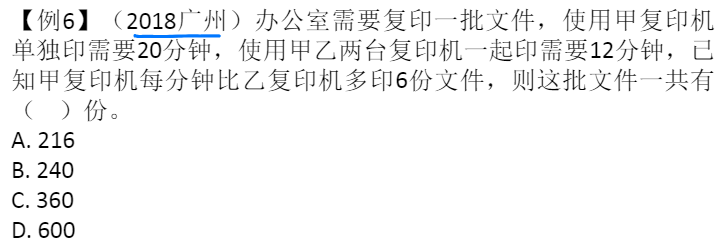 【例6】（2018广州）办公室需要复印一批文件，使用甲复印机
单独印需要20分钟，使用甲乙两台复印机一起印需要12分钟，已
知甲复印机每分钟比乙复印机多印6份文件，则这批文件一共有
（ ）份。
A. 216
B. 240
C. 360
D. 600